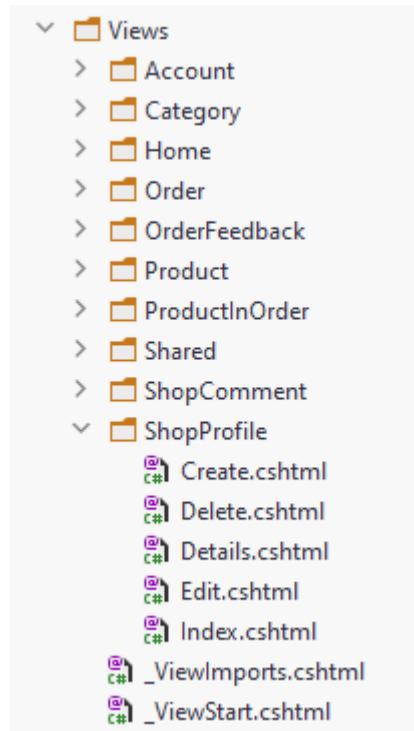 Views
Account
Category
Home
Order
OrderFeedback
Product
ProductInOrder
Shared
ShopComment
ShopProfile
@ C# Create.cshtml
@ C# Delete.cshtml
@ C# Details.cshtml
@ C# Edit.cshtml
@ C# Index.cshtml
@ C# _ViewImports.cshtml
@ C# _ViewStart.cshtml